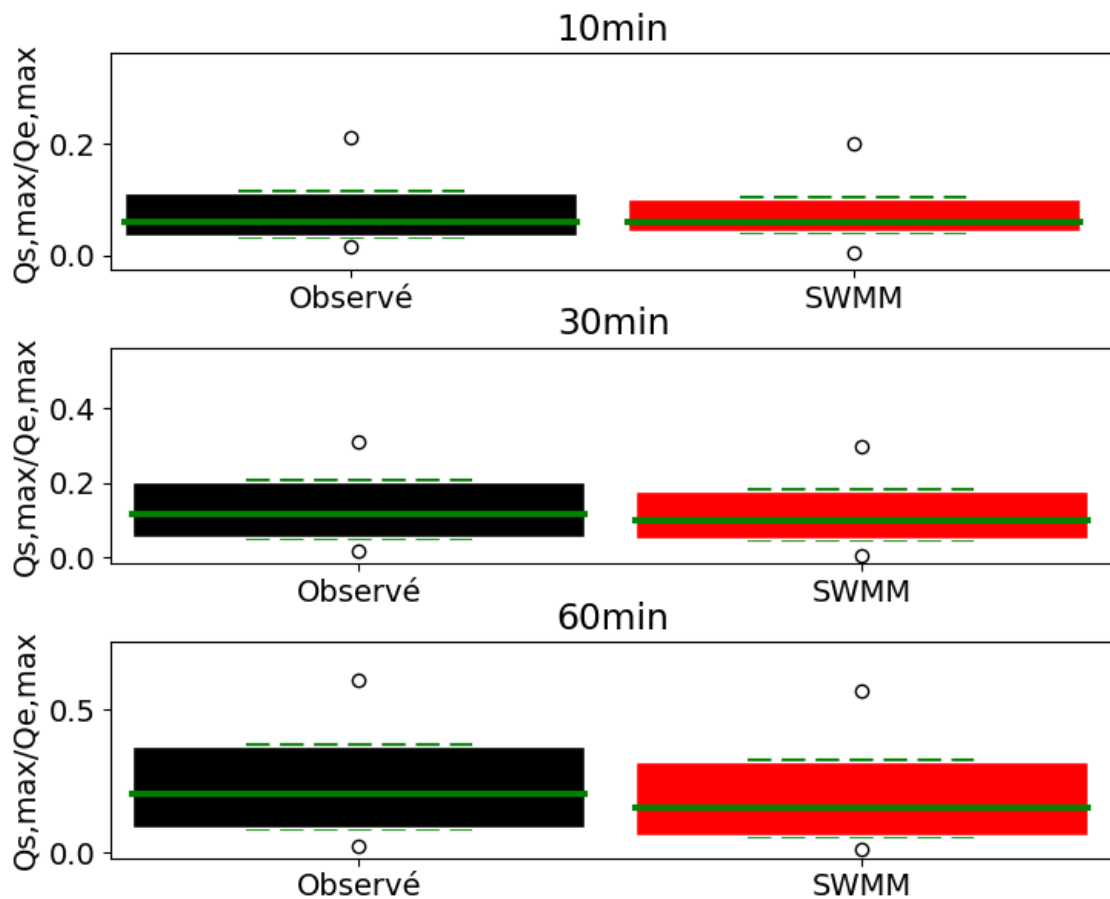 10min
Qs,max/Qe,max
0.2
0.0
Observé
SWMM
30min
Qs,max/Qe,max
0.4
0.2
0.0
Observé
SWMM
60min
Qs,max/Qe,max
0.5
0.0
Observé
SWMM